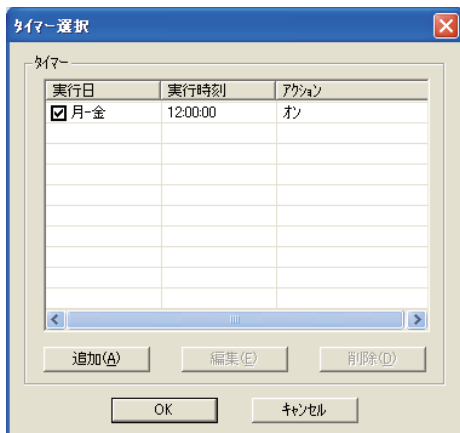 ﾀｲﾏｰ選択
ﾀｲﾏｰ
実行日 実行時刻 ｱｸｼｮﾝ
月-金 12:00:00 ｵﾝ
追加(A) 編集(E) 削除(D)
OK ｷｬﾝｾﾙ